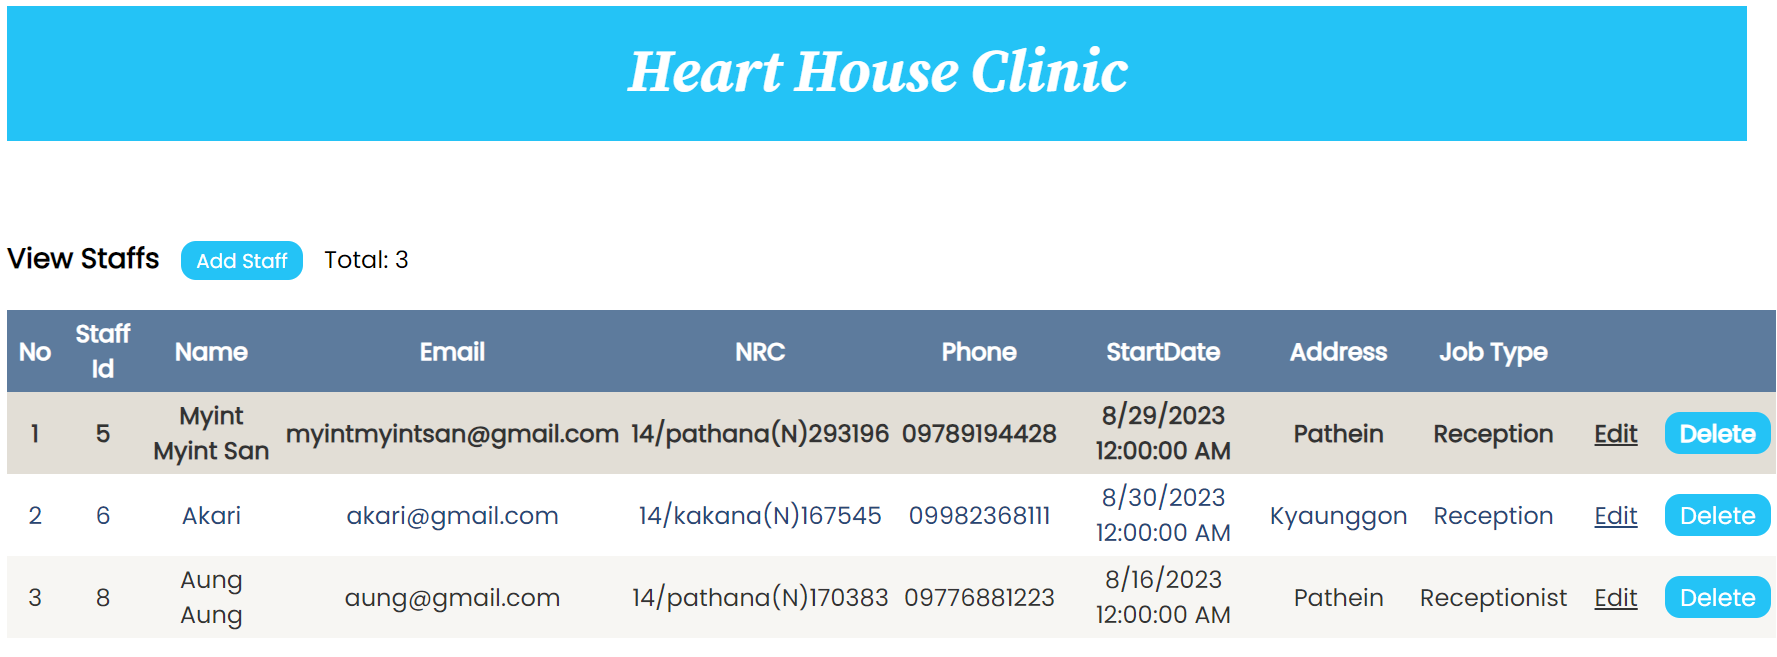 Heart House Clinic
View Staffs Add Staff Total: 3
No Staff Id Name Email NRC Phone StartDate Address Job Type
1 5 Myint Myint San myintmyintsan@gmail.com 14/pathana(N)293196 09789194428 8/29/2023 12:00:00 AM Pathein Reception Edit Delete
2 6 Akari akari@gmail.com 14/kakana(N)167545 09982368111 8/30/2023 12:00:00 AM Kyaunggon Reception Edit Delete
3 8 Aung Aung aung@gmail.com 14/pathana(N)170383 09776881223 8/16/2023 12:00:00 AM Pathein Receptionist Edit Delete